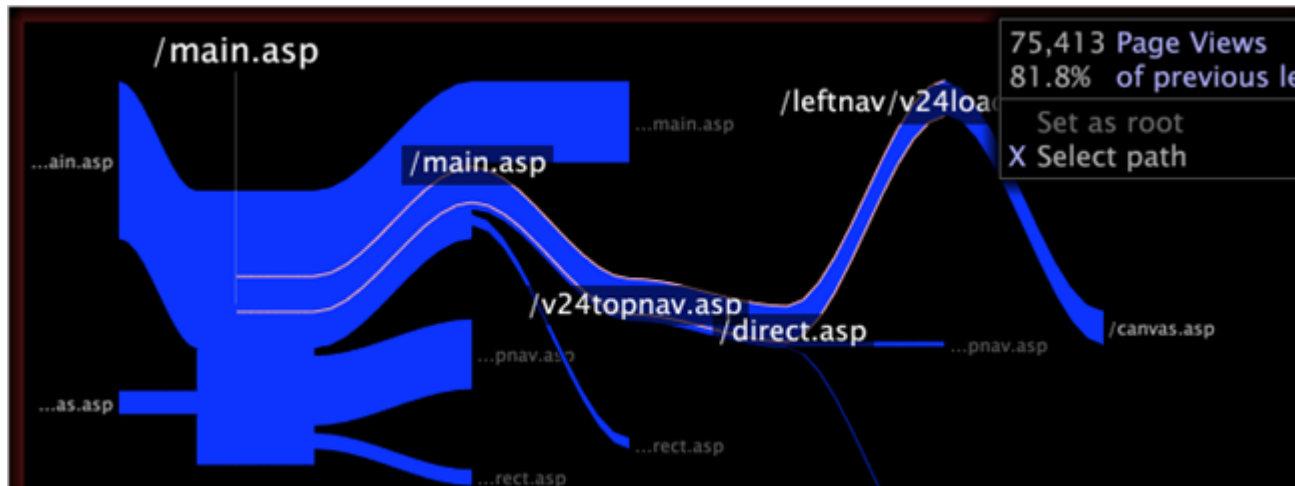 /main.asp
75,413 Page Views
81.8% of previous le
/leftnav/v24loa
Set as root
X Select path
...main.asp
...ain.asp
/main.asp
/v24topnav.asp
/direct.asp
/canvas.asp
...pnav.asp
...pnav.asp
...as.asp
...rect.asp
...rect.asp